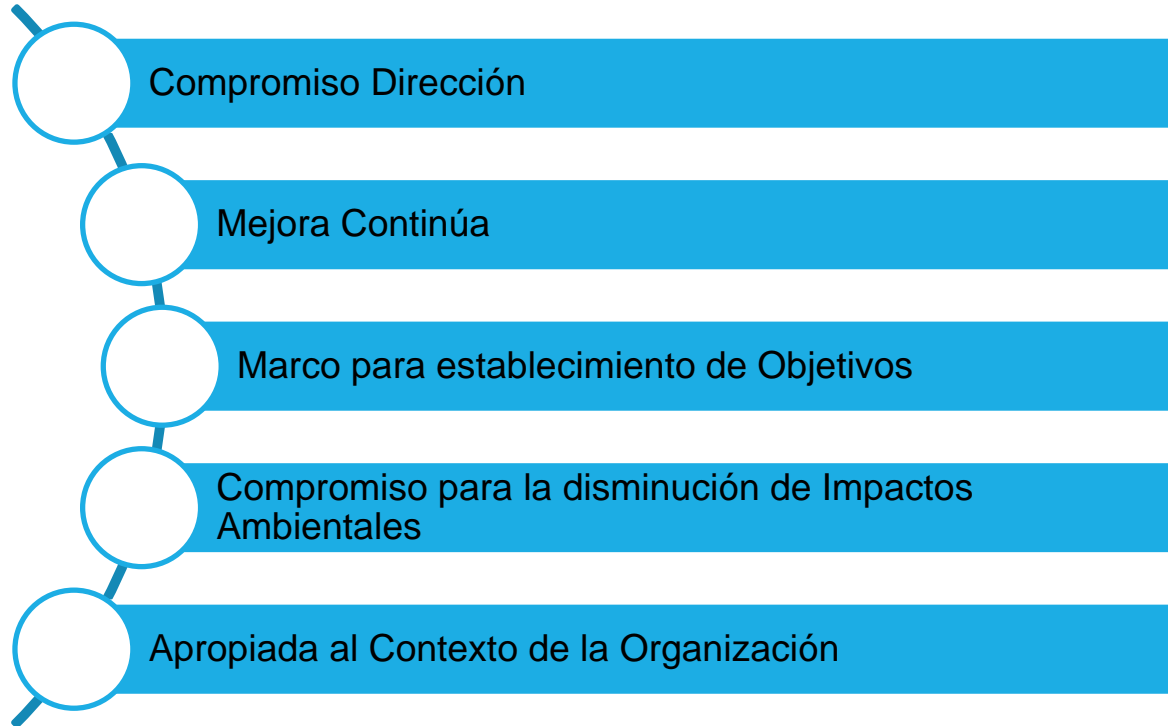 Compromiso Dirección
Mejora Continúa
Marco para establecimiento de Objetivos
Compromiso para la disminución de Impactos
Ambientales
Apropiada al Contexto de la Organización